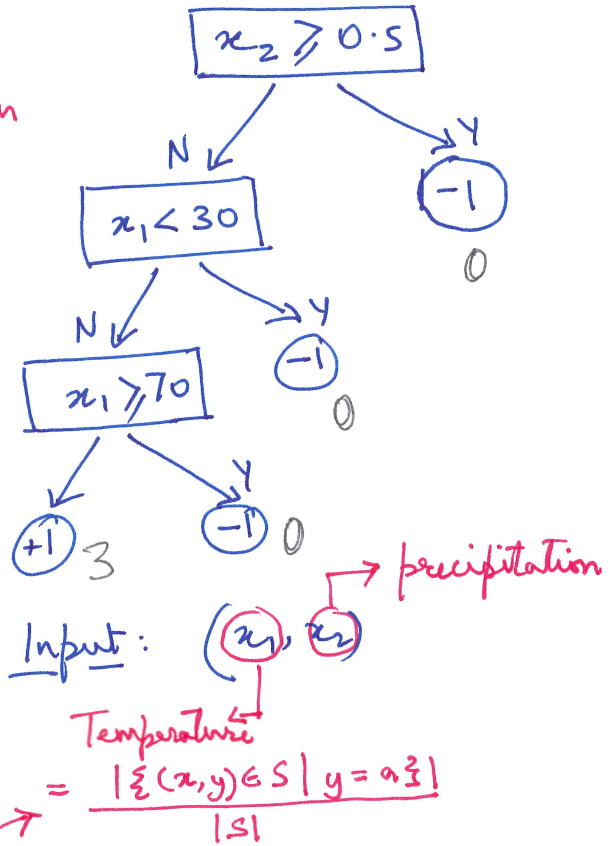 x₂ ⩾ 0.5
n
N Y
x₁ < 30 -1
0
N Y
x₁ ⩾ 70 -1
0
Y
+1 3 -1 0
precipitation
Input : (x₁, x₂)
Temperature
= |{(x,y) ∈ S | y = a}|
|S|